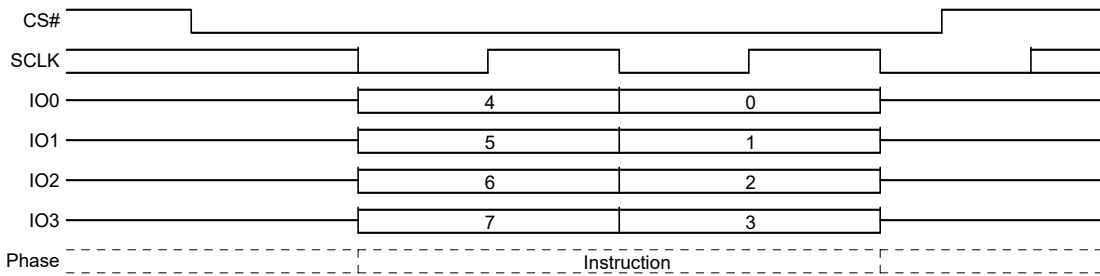 CS#
SCLK
IO0 4 0
IO1 5 1
IO2 6 2
IO3 7 3
Phase Instruction